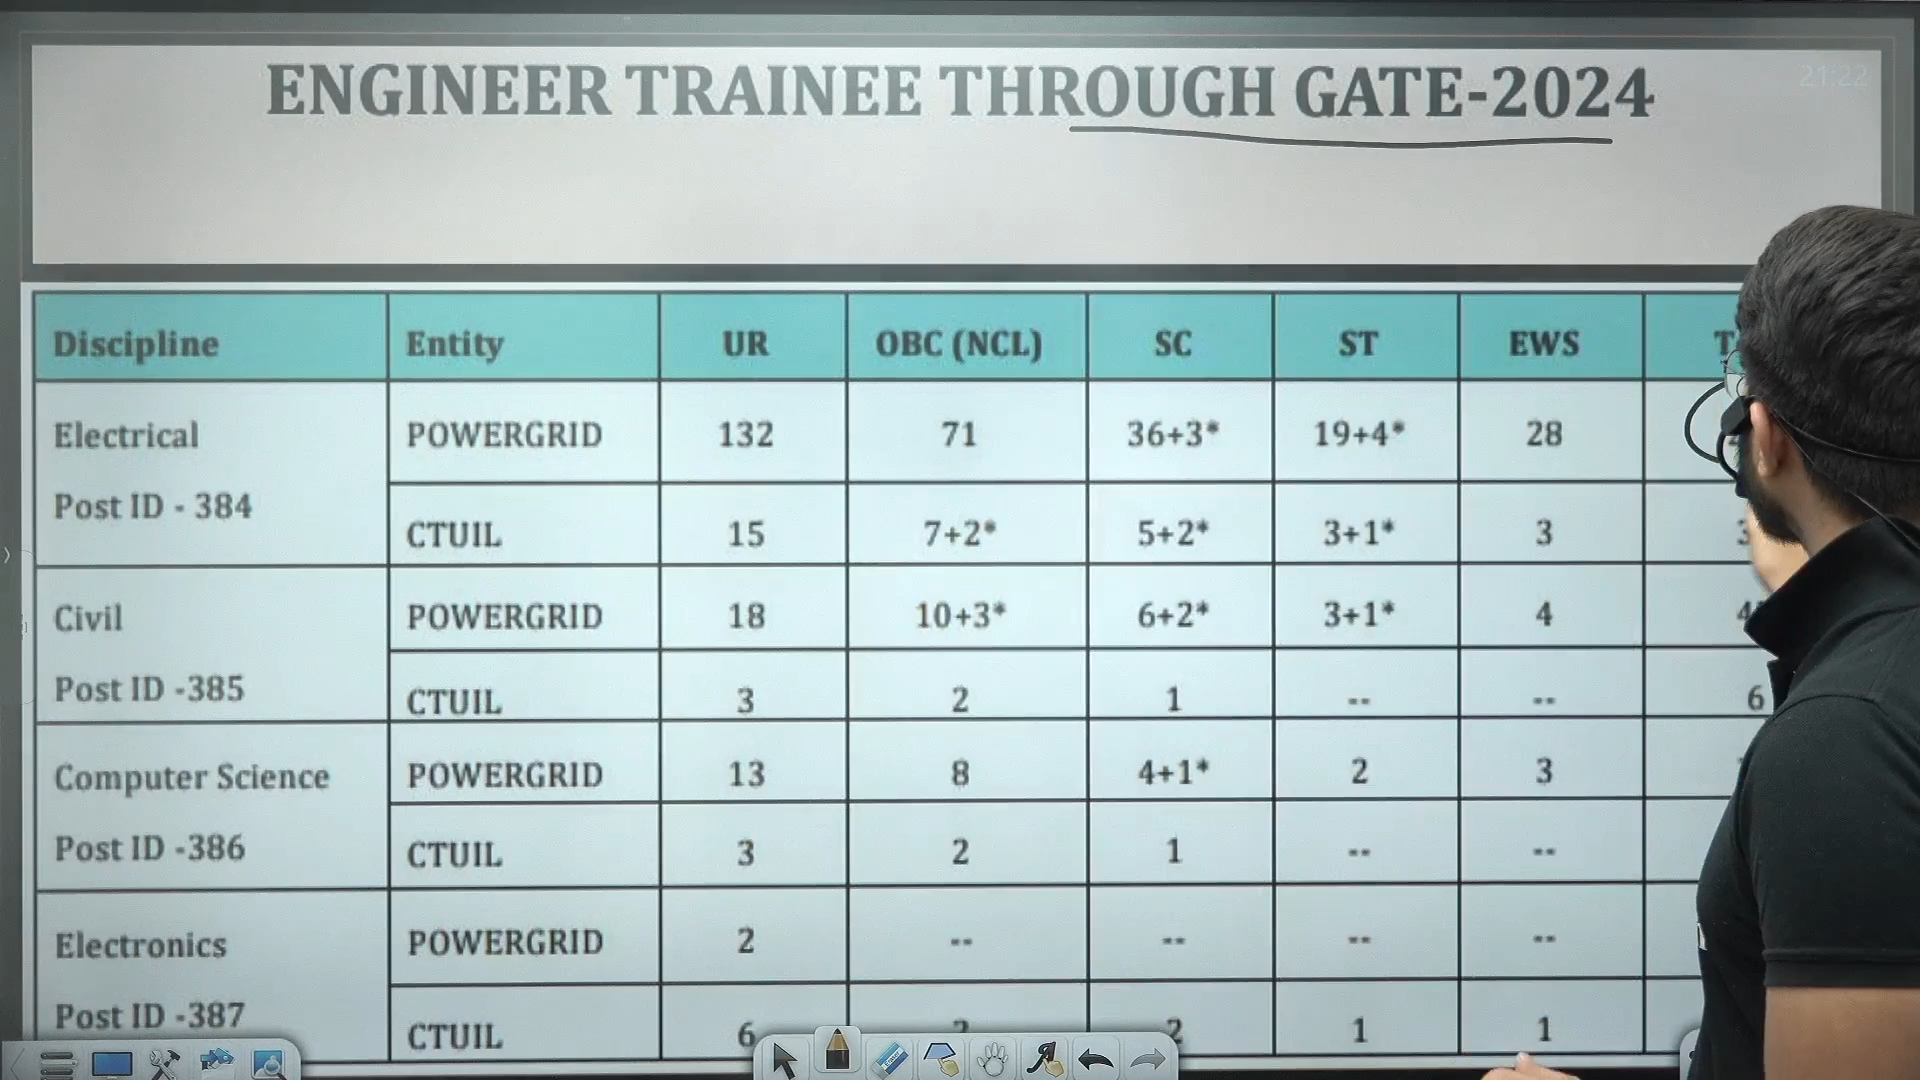 ENGINEER TRAINEE THROUGH GATE-2024
21:22
Discipline Entity UR OBC (NCL) SC ST EWS
Electrical POWERGRID 132 71 36+3* 19+4* 28
Post ID - 384
CTUIL 15 7+2* 5+2* 3+1* 3
Civil POWERGRID 18 10+3* 6+2* 3+1* 4
Post ID -385
CTUIL 3 2 1 -- -- 6
Computer Science POWERGRID 13 8 4+1* 2 3
Post ID -386
CTUIL 3 2 1 -- --
Electronics POWERGRID 2 -- -- -- --
Post ID -387
CTUIL 6 2 1 1